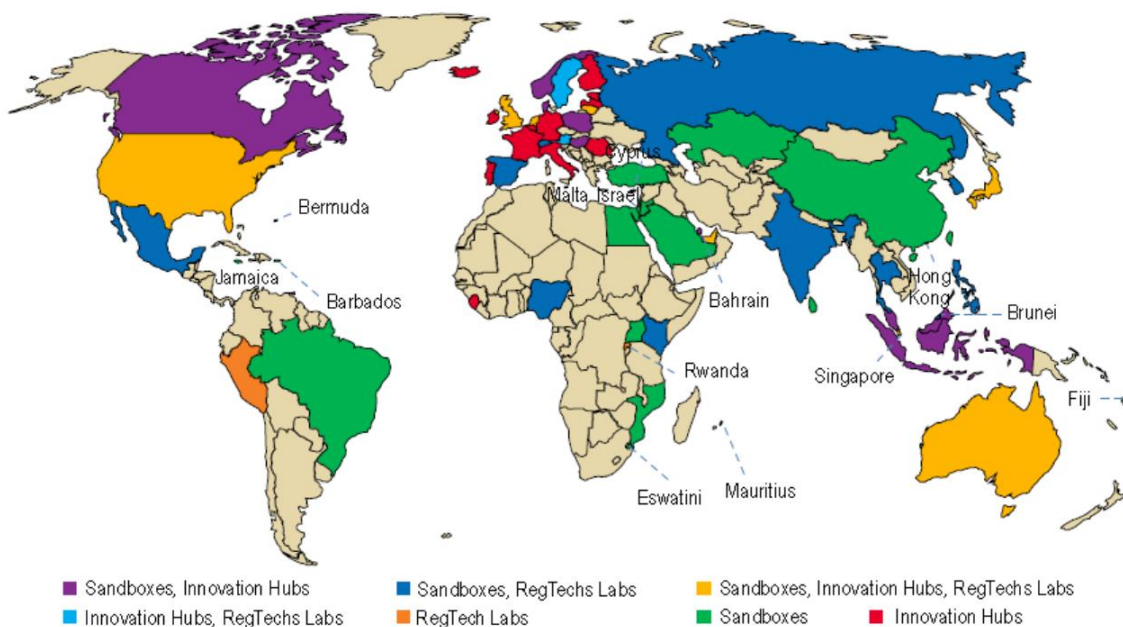 Cyprus
Malta Israel
Bermuda
Jamaica
Barbados
Bahrain
Hong
Kong
Brunei
Rwanda
Singapore
Fiji
Eswatini
Mauritius
Sandboxes, Innovation Hubs
Sandboxes, RegTechs Labs
Sandboxes, Innovation Hubs, RegTechs Labs
Innovation Hubs, RegTechs Labs
RegTech Labs
Sandboxes
Innovation Hubs